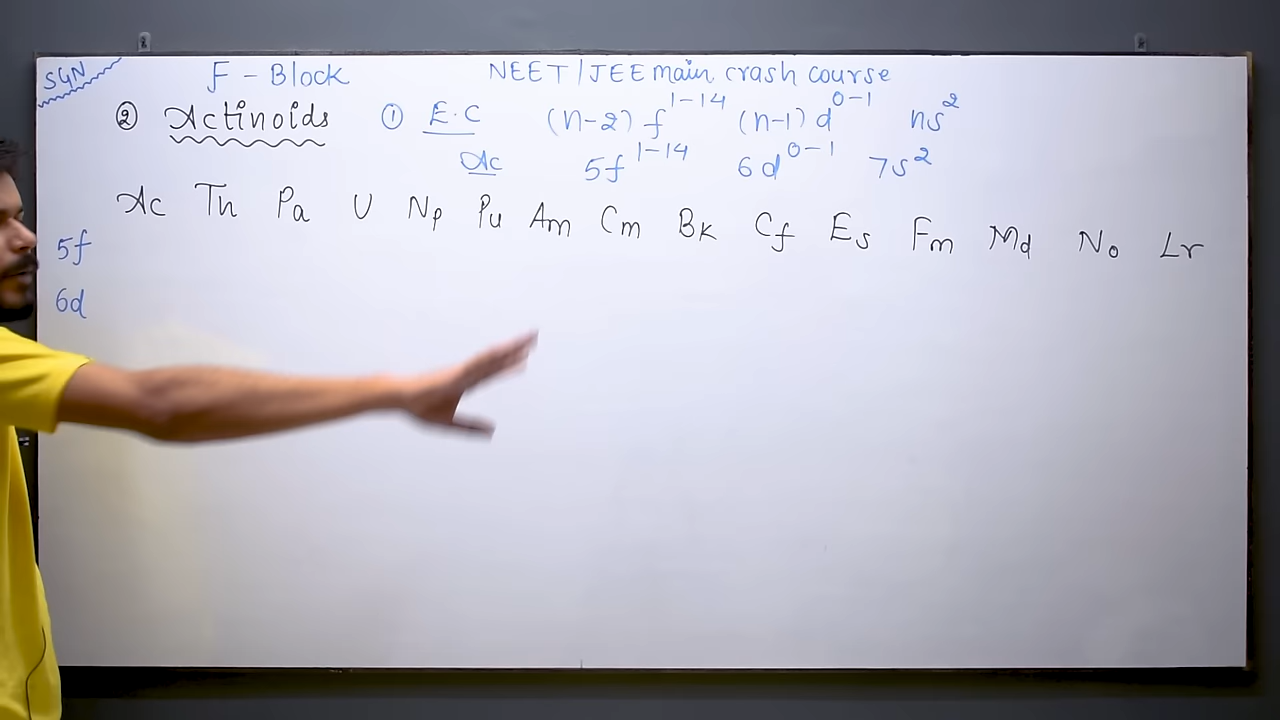 SGN F - Block NEET/JEE main crash course
② Actinoids ① E.C (n-2) f¹⁻¹⁴ (n-1) d⁰⁻¹ ns²
Ac 5f¹⁻¹⁴ 6d⁰⁻¹ 7s²
Ac Th Pa U Np Pu Am Cm Bk Cf Es Fm Md No Lr
5f
6d